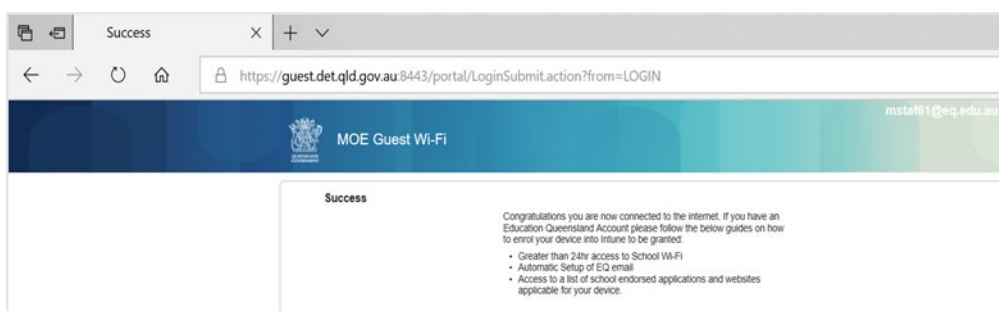 Success
https://guest.det.qld.gov.au:8443/portal/LoginSubmit.action?from=LOGIN
mstaf61@eq.edu.au
MOE Guest Wi-Fi
QUEENSLAND
GOVERNMENT
Success
Congratulations you are now connected to the internet. If you have an
Education Queensland Account please follow the below guides on how
to enrol your device into Intune to be granted:
• Greater than 24hr access to School Wi-Fi
• Automatic Setup of EQ email
• Access to a list of school endorsed applications and websites
applicable for your device.